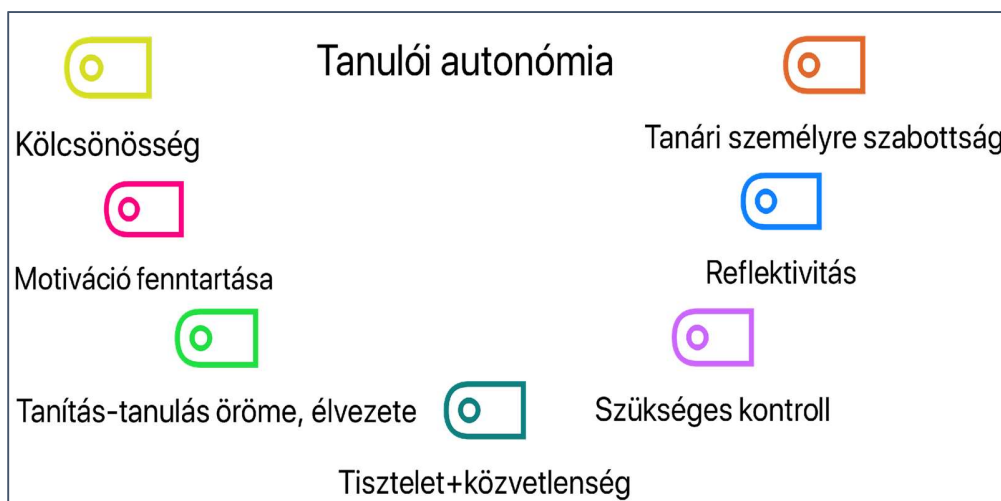 Tanulói autonómia
Kölcsönösség
Tanári személyre szabottság
Motiváció fenntartása
Reflektivitás
Tanítás-tanulás öröme, élvezete
Szükséges kontroll
Tisztelet+közvetlenség